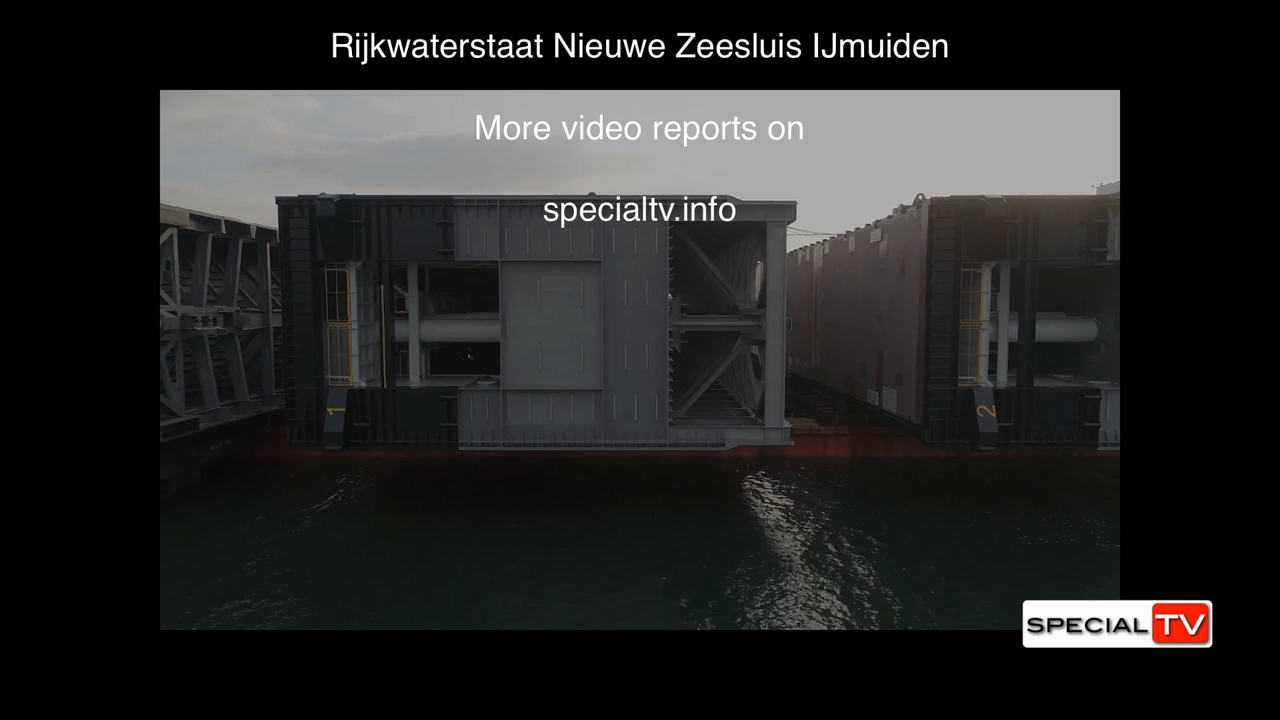 Rijkwaterstaat Nieuwe Zeesluis IJmuiden
More video reports on
specialtv.info
1
2
SPECIAL TV